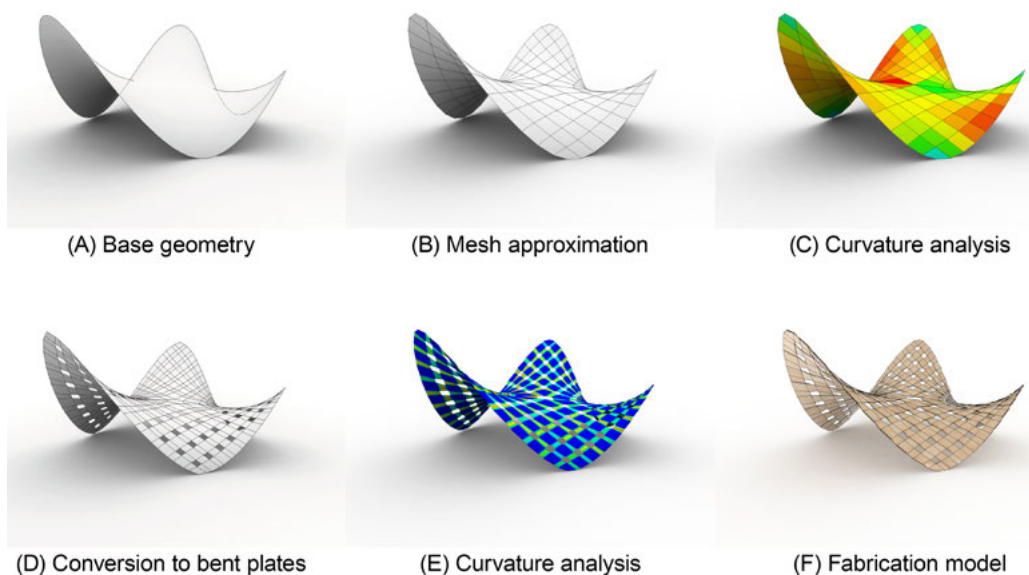 (A) Base geometry
(B) Mesh approximation
(C) Curvature analysis
(D) Conversion to bent plates
(E) Curvature analysis
(F) Fabrication model